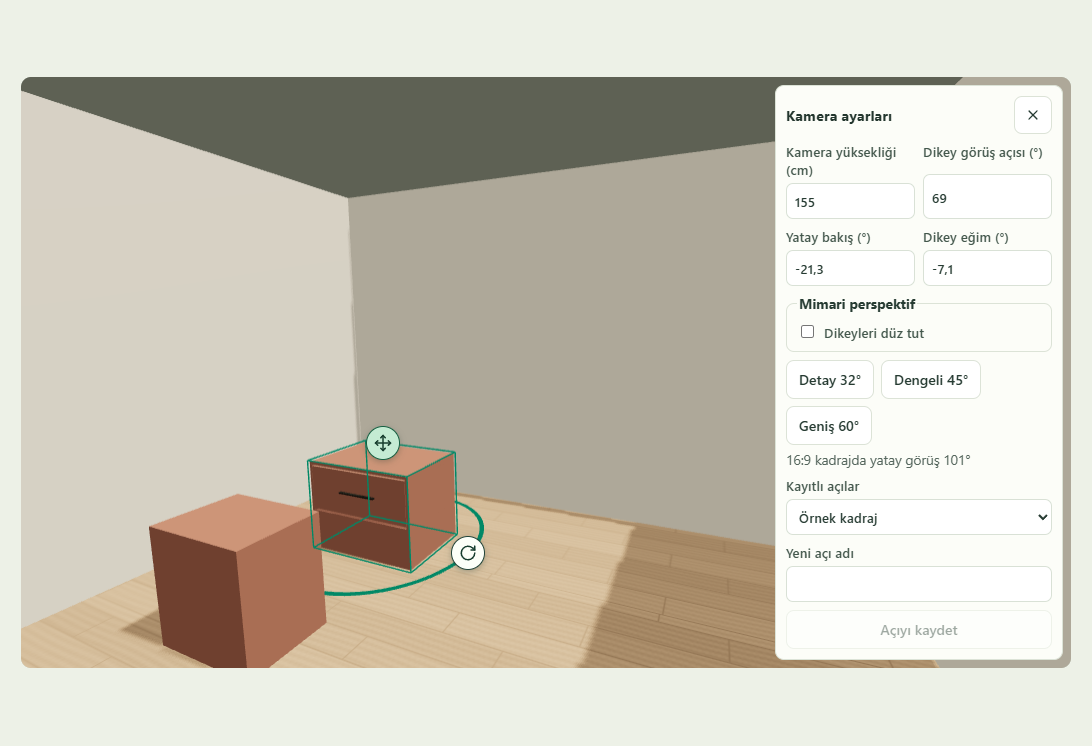 Kamera ayarları
Kamera yüksekliği (cm)
Dikey görüş açısı (°)
155
69
Yatay bakış (°)
Dikey eğim (°)
-21,3
-7,1
Mimari perspektif
Dikeyleri düz tut
Detay 32°
Dengeli 45°
Geniş 60°
16:9 kadrajda yatay görüş 101°
Kayıtlı açılar
Örnek kadraj
Yeni açı adı
Açıyı kaydet